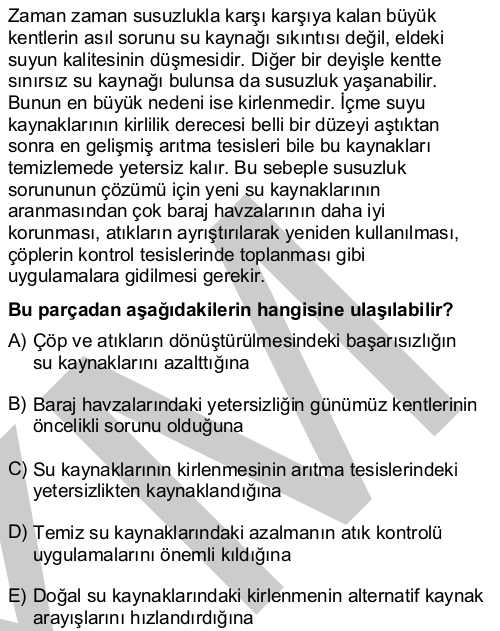 Zaman zaman susuzlukla karşı karşıya kalan büyük
kentlerin asıl sorunu su kaynağı sıkıntısı değil, eldeki
suyun kalitesinin düşmesidir. Diğer bir deyişle kentte
sınırsız su kaynağı bulunsa da susuzluk yaşanabilir.
Bunun en büyük nedeni ise kirlenmedir. İçme suyu
kaynaklarının kirlilik derecesi belli bir düzeyi aştıktan
sonra en gelişmiş arıtma tesisleri bile bu kaynakları
temizlemede yetersiz kalır. Bu sebeple susuzluk
sorununun çözümü için yeni su kaynaklarının
aranmasından çok baraj havzalarının daha iyi
korunması, atıkların ayrıştırılarak yeniden kullanılması,
çöplerin kontrol tesislerinde toplanması gibi
uygulamalara gidilmesi gerekir.
Bu parçadan aşağıdakilerin hangisine ulaşılabilir?
A) Çöp ve atıkların dönüştürülmesindeki başarısızlığın
su kaynaklarını azalttığına
B) Baraj havzalarındaki yetersizliğin günümüz kentlerinin
öncelikli sorunu olduğuna
C) Su kaynaklarının kirlenmesinin arıtma tesislerindeki
yetersizlikten kaynaklandığına
D) Temiz su kaynaklarındaki azalmanın atık kontrolü
uygulamalarını önemli kıldığına
E) Doğal su kaynaklarındaki kirlenmenin alternatif kaynak
arayışlarını hızlandırdığına